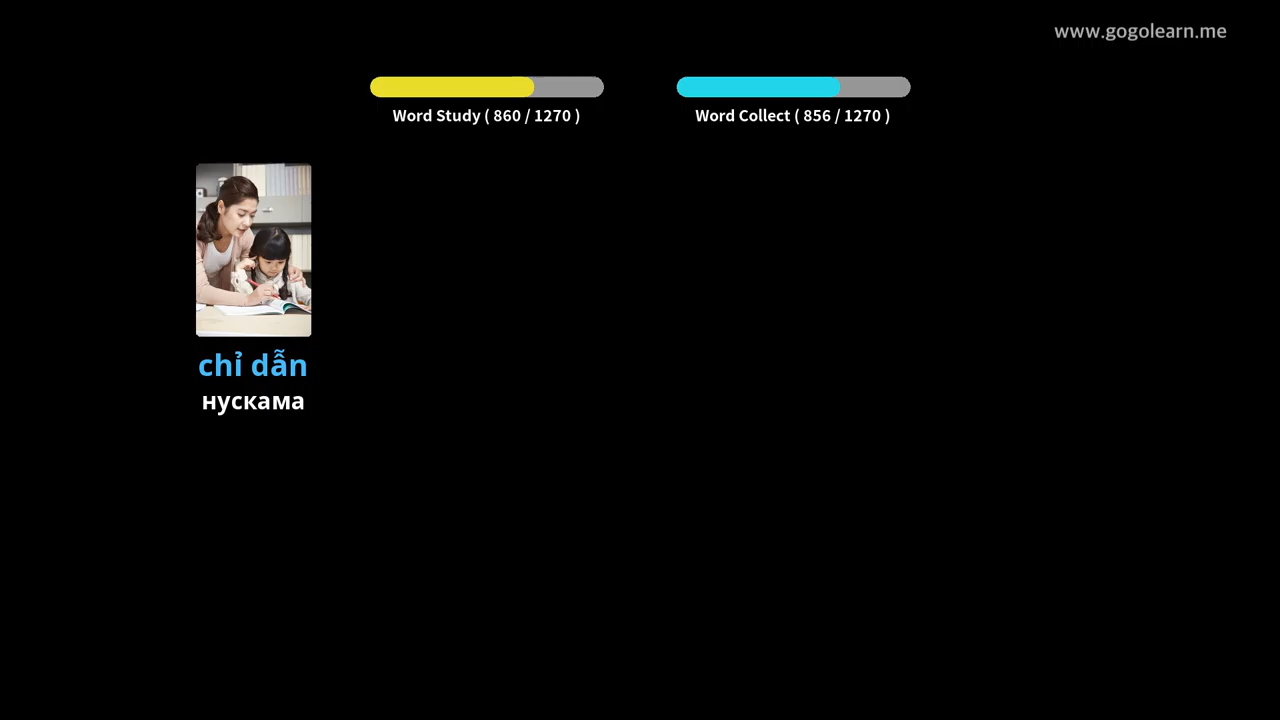 www.gogolearn.me
Word Study ( 860 / 1270 )
Word Collect ( 856 / 1270 )
chỉ dẫn
нускама